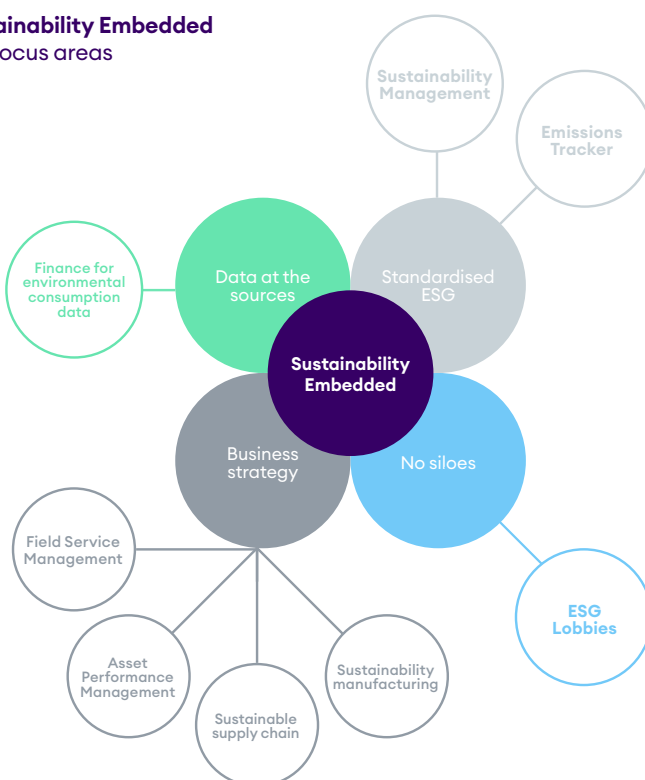 ainability Embedded
ocus areas
Sustainability
Management
Emissions
Tracker
Finance for
environmental
consumption
data
Data at the
sources
Standardised
ESG
Sustainability
Embedded
Business
strategy
No siloes
Field Service
Management
ESG
Lobbies
Asset
Performance
Management
Sustainability
manufacturing
Sustainable
supply chain